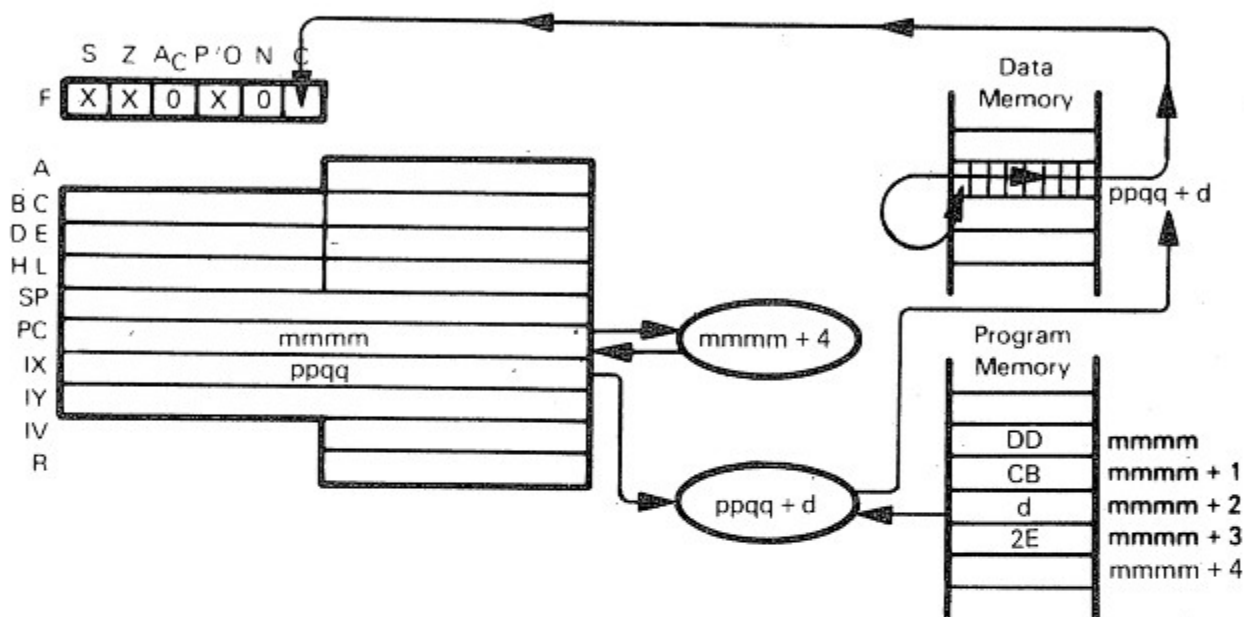 S Z AC P/O N C
F X X 0 X 0
Data
Memory
A
B C
D E
H L
SP
PC mmmm
IX ppqq
IY
IV
R
ppqq + d
mmmm + 4
ppqq + d
Program
Memory
DD mmmm
CB mmmm + 1
d mmmm + 2
2E mmmm + 3
mmmm + 4